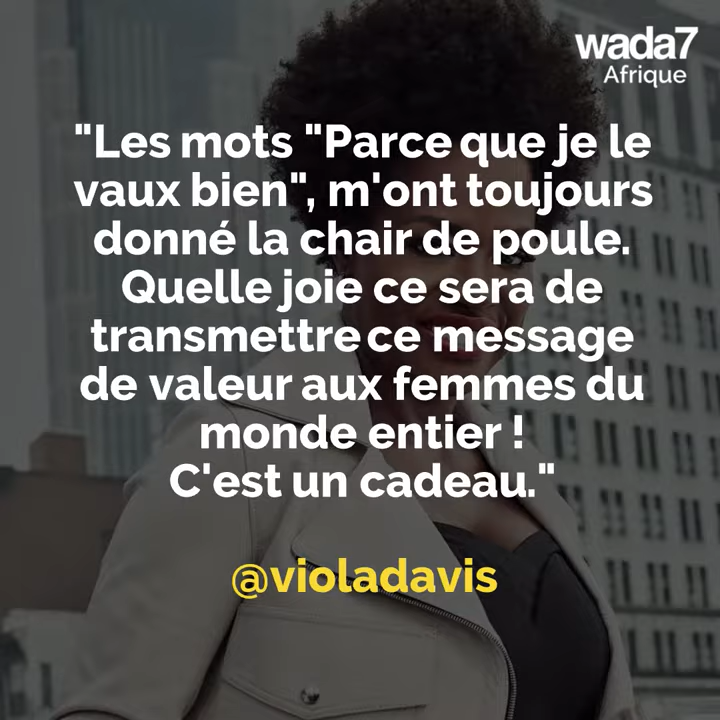 wada7
Afrique
"Les mots "Parce que je le
vaux bien", m'ont toujours
donné la chair de poule.
Quelle joie ce sera de
transmettre ce message
de valeur aux femmes du
monde entier !
C'est un cadeau."
@violadavis